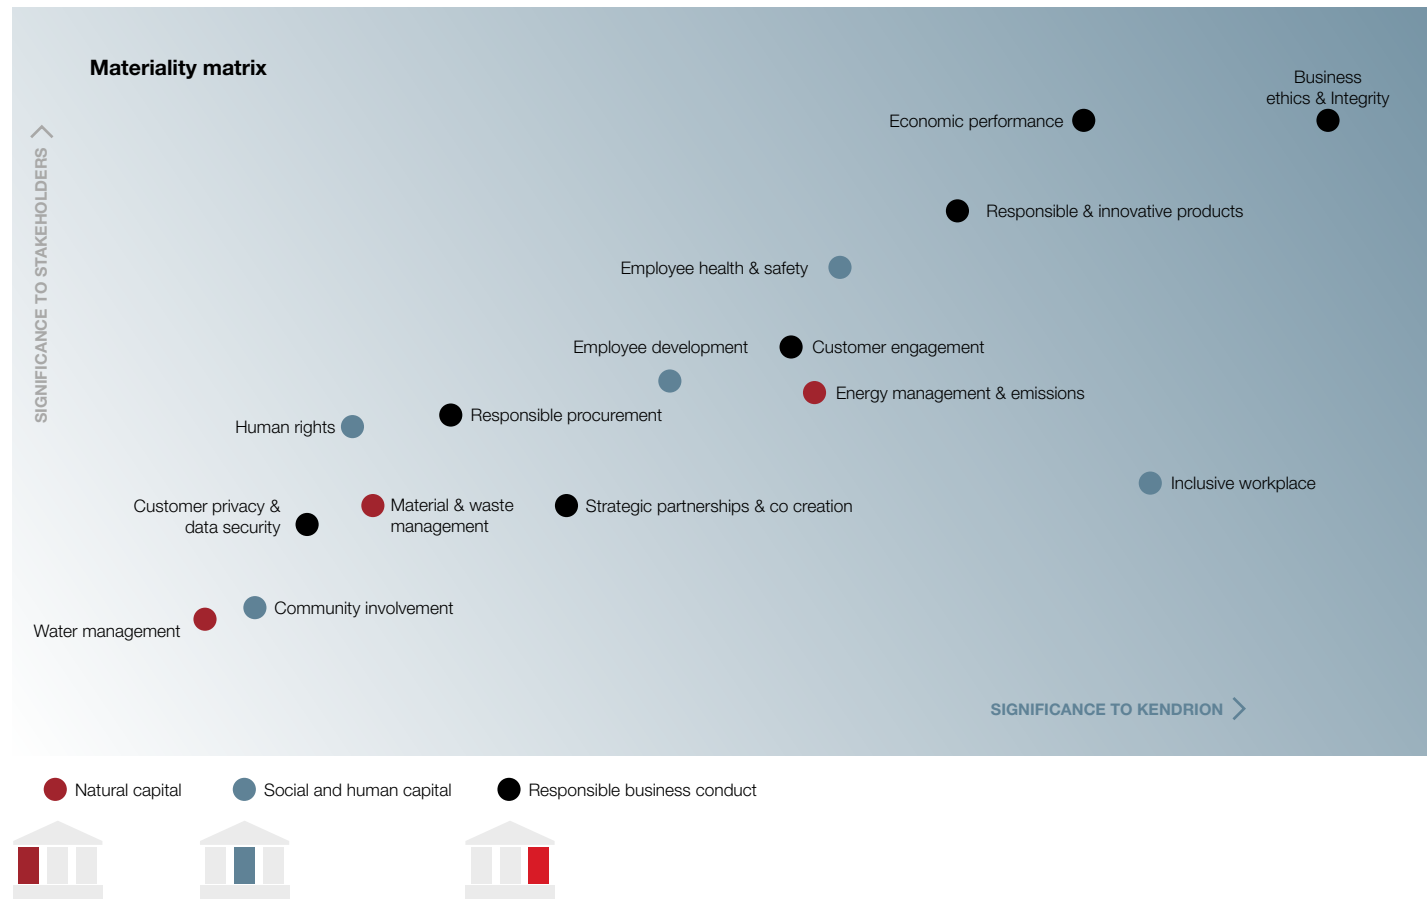 Materiality matrix
SIGNIFICANCE TO STAKEHOLDERS
Business
ethics & Integrity
Economic performance
Responsible & innovative products
Employee health & safety
Employee development
Customer engagement
Energy management & emissions
Responsible procurement
Human rights
Inclusive workplace
Customer privacy &
data security
Material & waste
management
Strategic partnerships & co creation
Community involvement
Water management
SIGNIFICANCE TO KENDRION
Natural capital
Social and human capital
Responsible business conduct